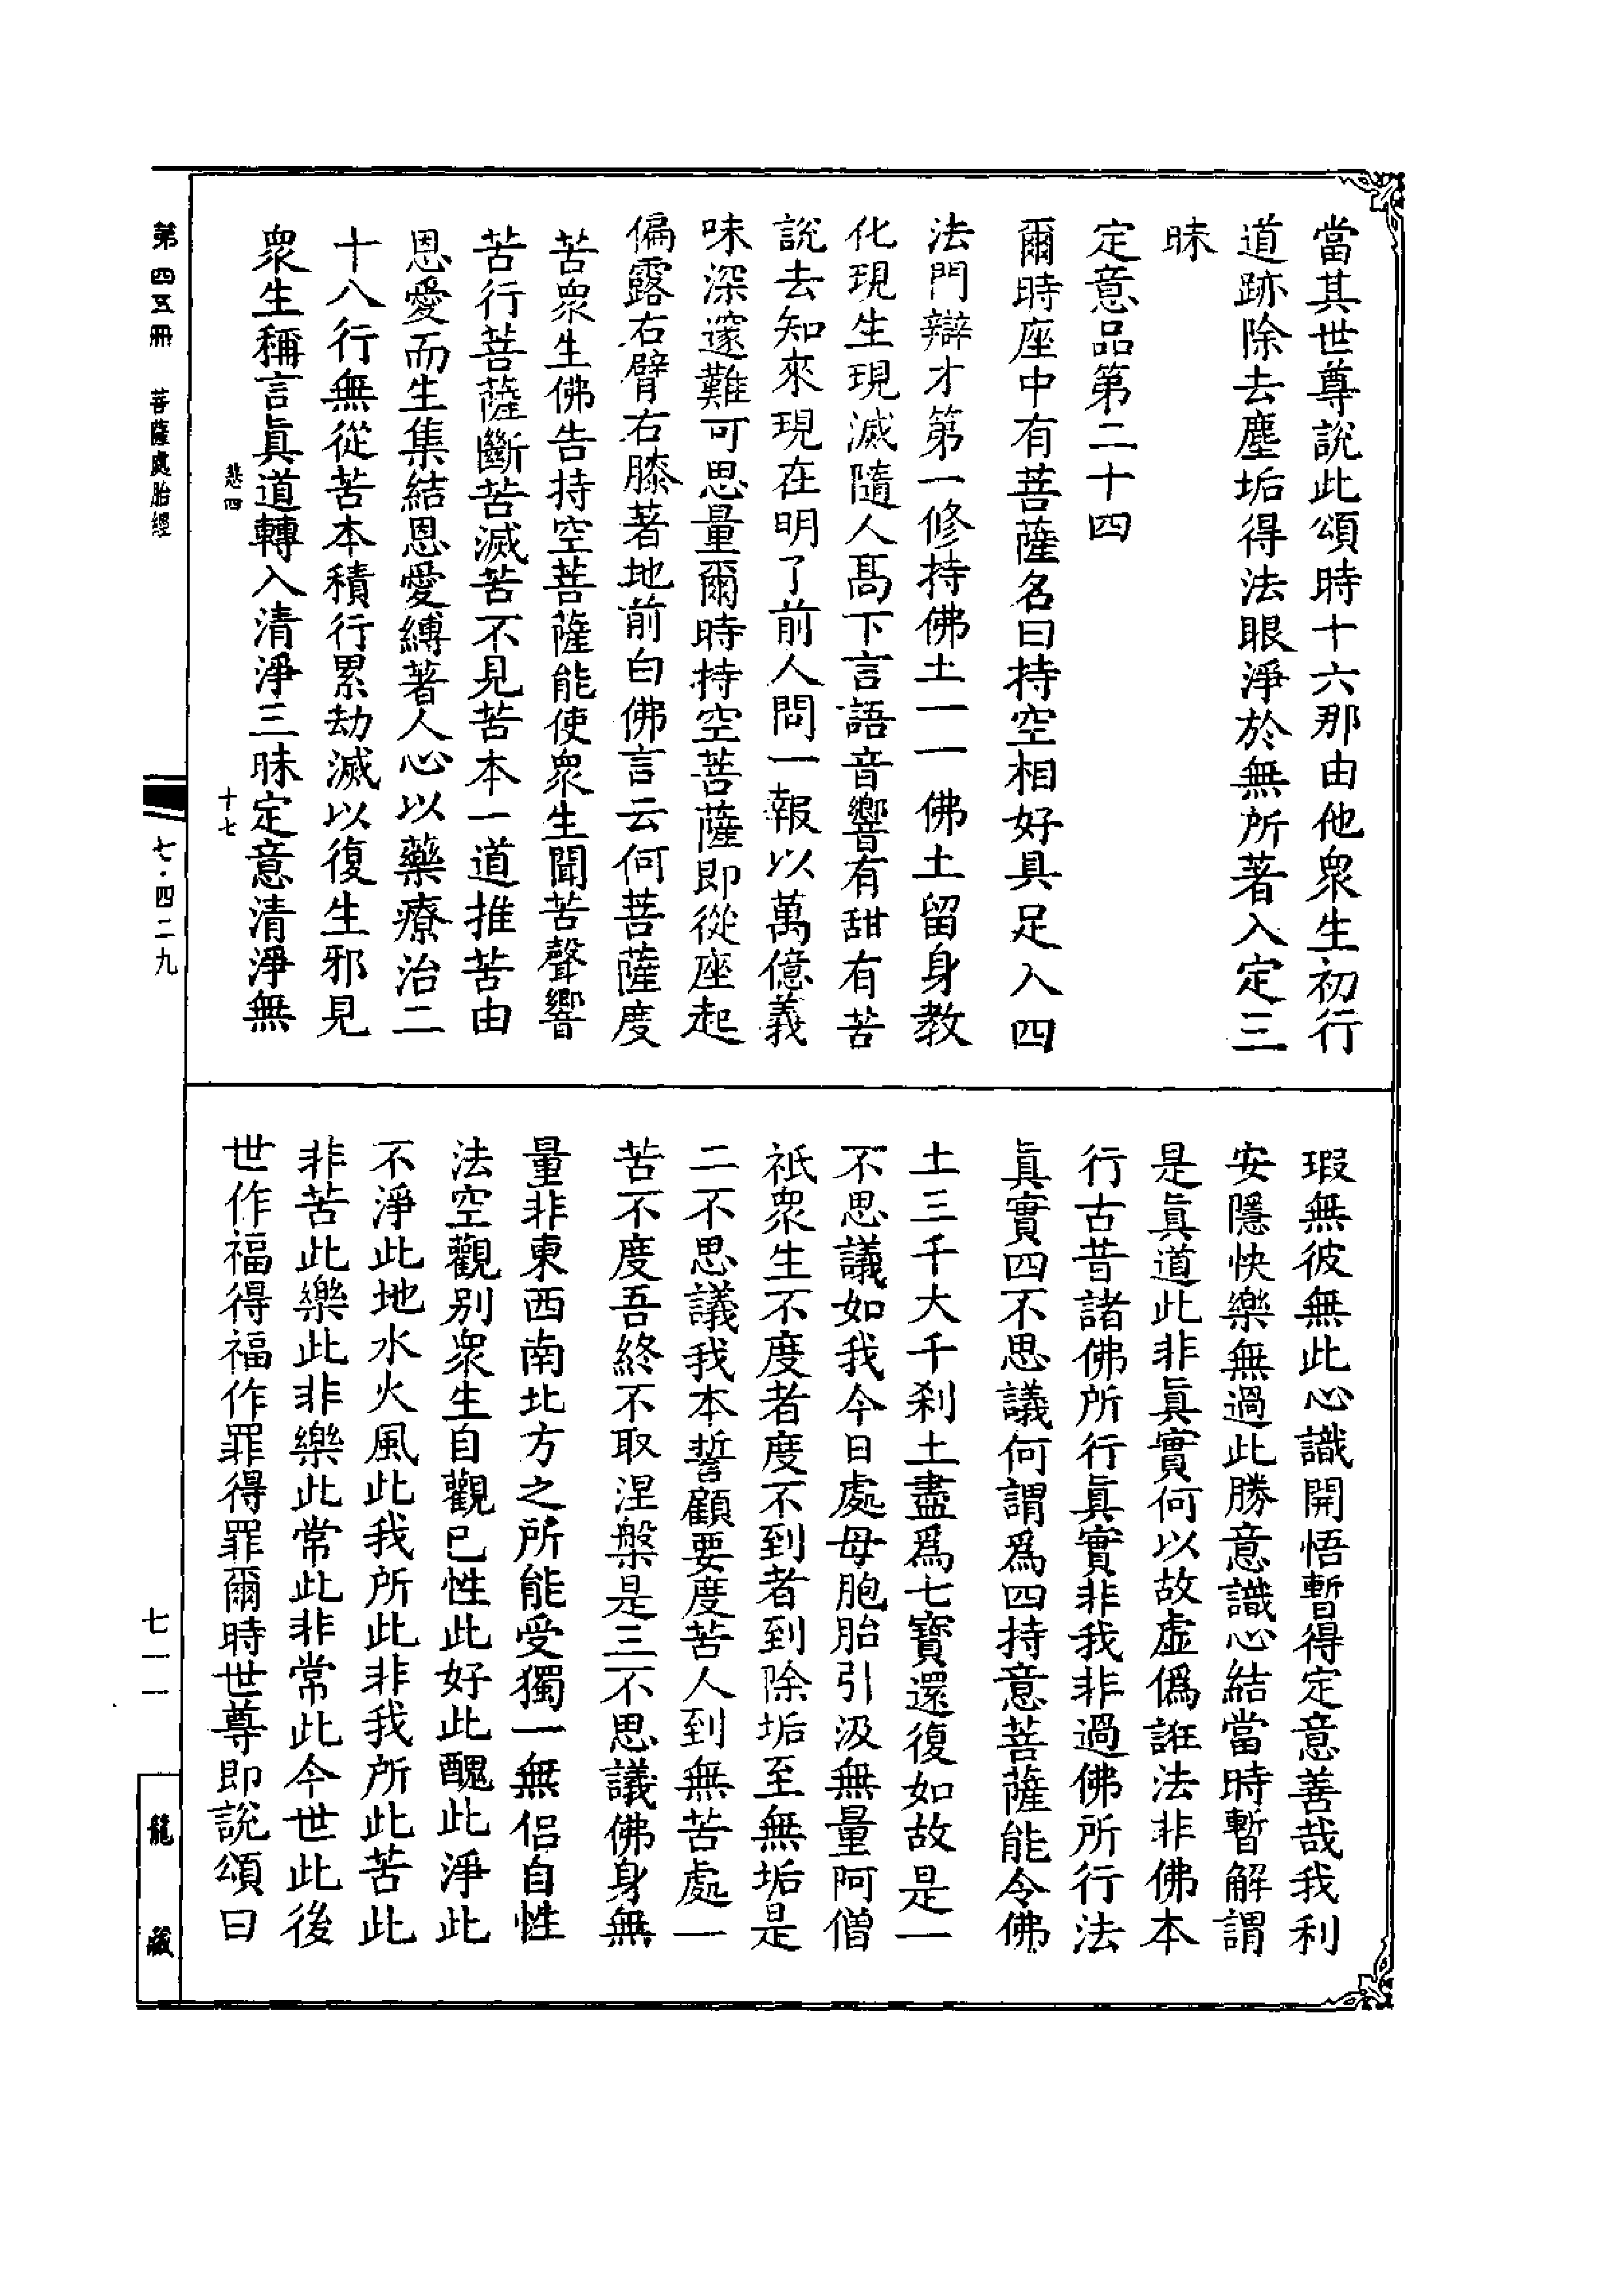 當其世尊說此頌時十六那由他衆生初行
道跡除去塵垢得法眼淨於無所著入定三
昧
定意品第二十四
爾時座中有菩薩名曰持空相好具足入四
法門辯才第一修持佛土一一佛土留身教
化現生現滅隨人高下言語音響有甜有苦
說去知來現在明了前人問一報以萬億義
味深邃難可思量爾時持空菩薩即從座起
偏露右臂右膝著地前白佛言云何菩薩度
苦衆生佛告持空菩薩能使衆生聞苦聲響
苦行菩薩斷苦滅苦不見苦本一道推苦由
恩愛而生集結恩愛縛著人心以藥療治二
十八行無從苦本積行累劫滅以復生邪見
衆生稱言眞道轉入清淨三昧定意清淨無
悲四 十七
瑕無彼無此心識開悟暫得定意善哉我利
安隱快樂無過此勝意識心結當時暫解謂
是眞道此非眞實何以故虛僞誑法非佛本
行古昔諸佛所行眞實非我非過佛所行法
眞實四不思議何謂爲四持意菩薩能令佛
土三千大千剎土盡爲七寶還復如故是一
不思議如我今日處母胞胎引汲無量阿僧
祇衆生不度者度不到者到除垢至無垢是
二不思議我本誓願要度苦人到無苦處一
苦不度吾終不取涅槃是三不思議佛身無
量非東西南北方之所能受獨一無侶自性
法空觀别衆生自觀已性此好此醜此淨此
不淨此地水火風此我所此非我所此苦此
非苦此樂此非樂此常此非常此今世此後
世作福得福作罪得罪爾時世尊即說頌曰
第四五冊 菩薩處胎經
七·四二九
七一一
龍藏